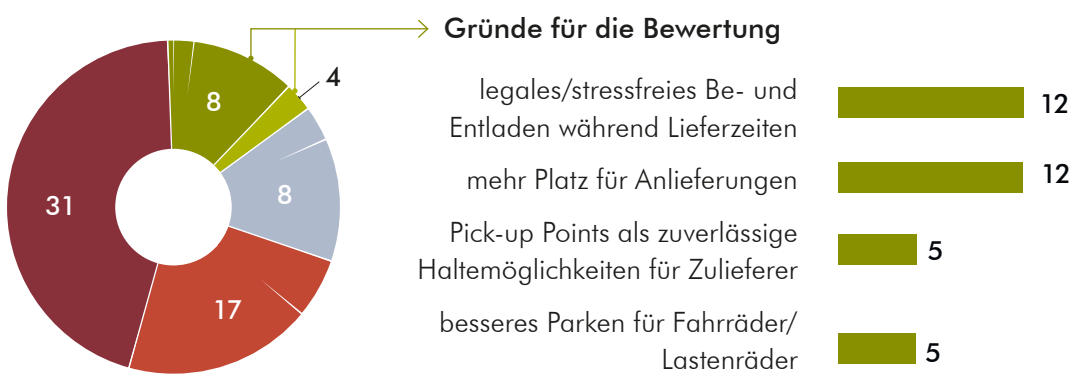 Gründe für die Bewertung
4
8
8
17
31
legales/stressfreies Be- und
Entladen während Lieferzeiten
12
mehr Platz für Anlieferungen
12
Pick-up Points als zuverlässige
Haltemöglichkeiten für Zulieferer
5
besseres Parken für Fahrräder/
Lastenräder
5